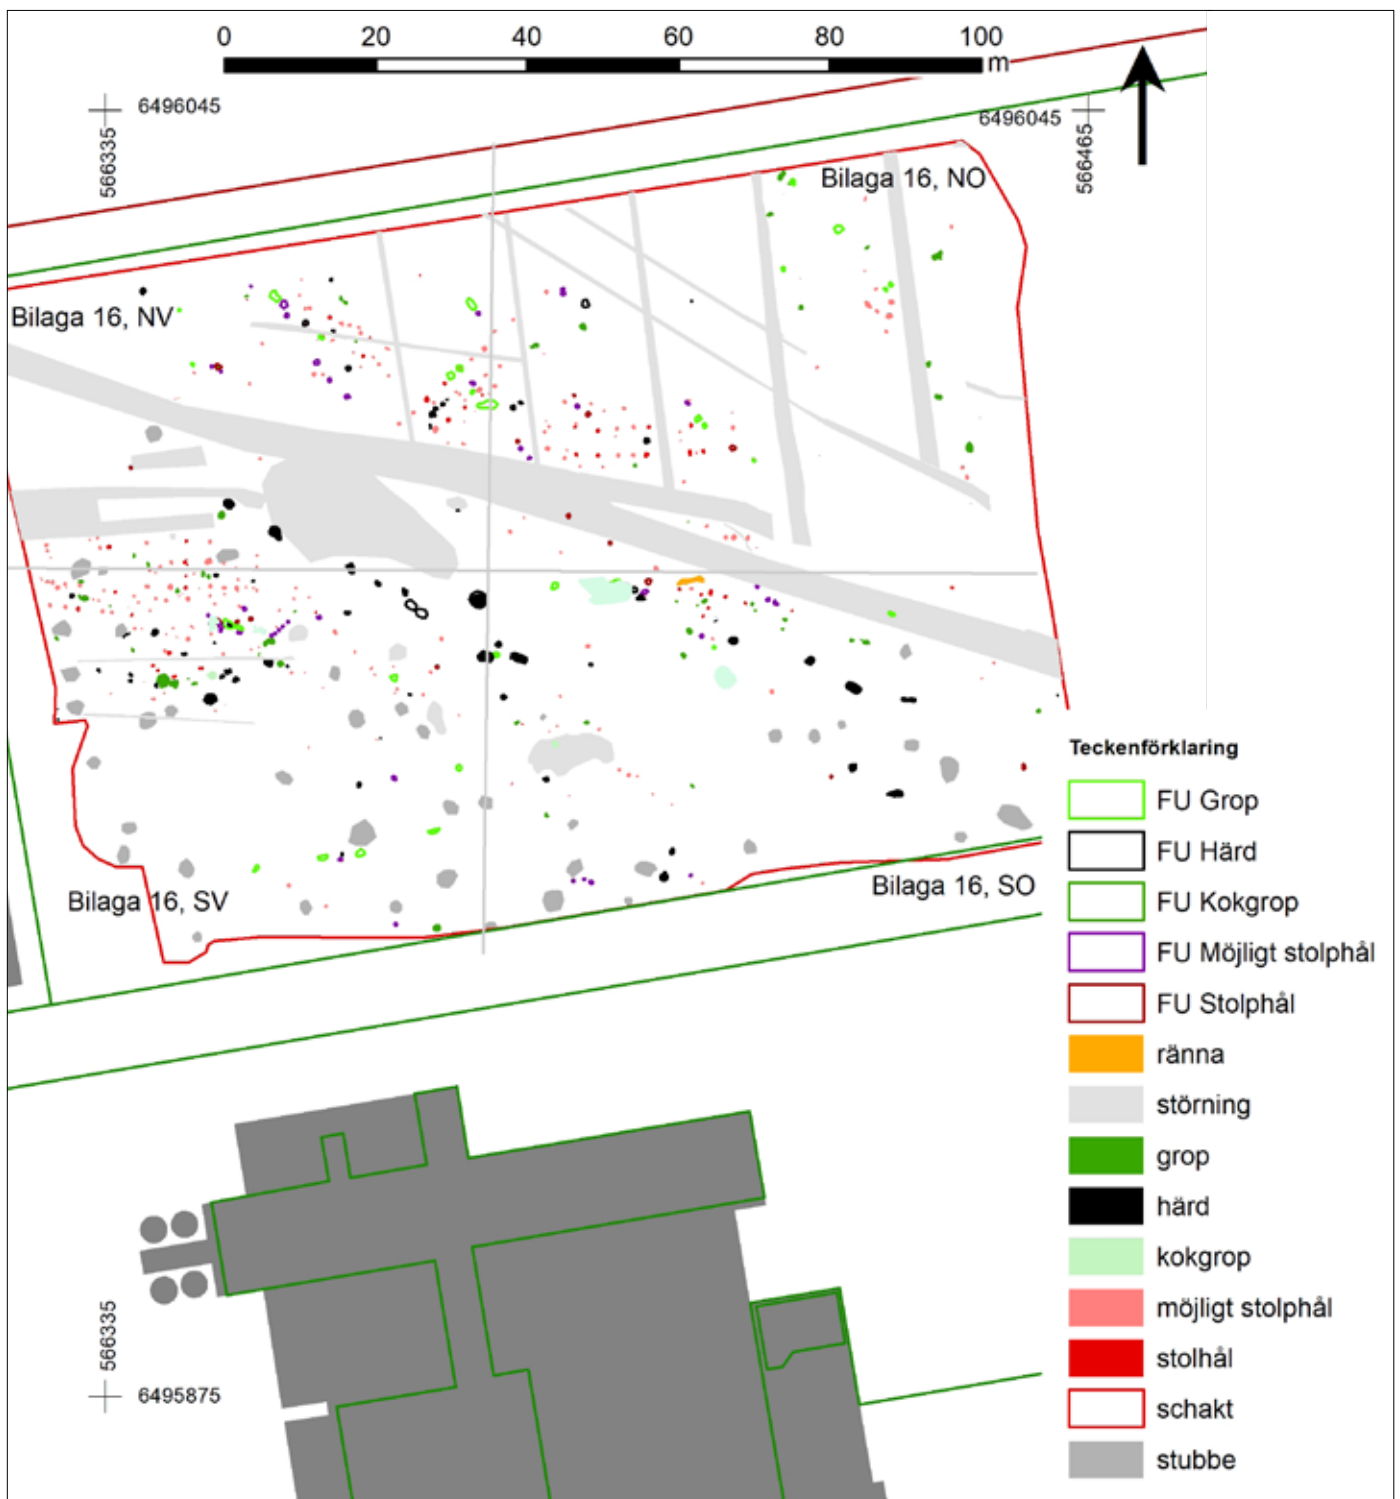 0 20 40 60 80 100
m
6496045
566335
6496045
566465
Bilaga 16, NO
Bilaga 16, NV
Bilaga 16, SV
Bilaga 16, SO
Teckenförklaring
FU Grop
FU Härd
FU Kokgrop
FU Möjligt stolphål
FU Stolphål
ränna
störning
grop
härd
kokgrop
möjligt stolphål
stolhål
schakt
stubbe
566335
6495875